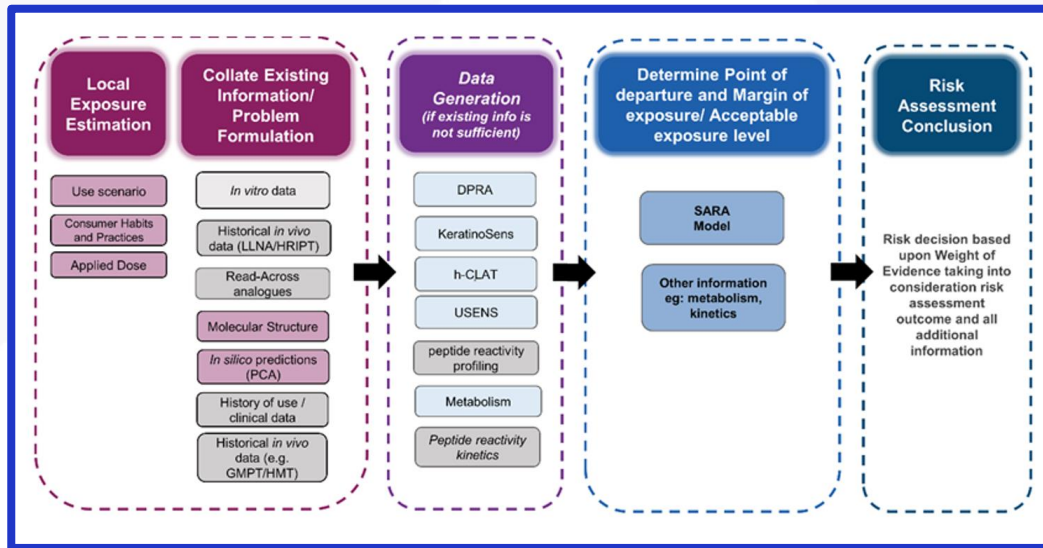 Local
Exposure
Estimation
Use scenario
Consumer Habits
and Practices
Applied Dose
Collate Existing
Information/
Problem
Formulation
In vitro data
Historical in vivo
data (LLNA/HRIPT)
Read-Across
analogues
Molecular Structure
In silico predictions
(PCA)
History of use /
clinical data
Historical in vivo
data (e.g.
GMPT/HMT)
Data
Generation
(if existing info is
not sufficient)
DPRA
KeratinoSens
h-CLAT
USENS
peptide reactivity
profiling
Metabolism
Peptide reactivity
kinetics
Determine Point of
departure and Margin of
exposure/ Acceptable
exposure level
SARA
Model
Other information
eg: metabolism,
kinetics
Risk
Assessment
Conclusion
Risk decision based
upon Weight of
Evidence taking into
consideration risk
assessment
outcome and all
additional
information